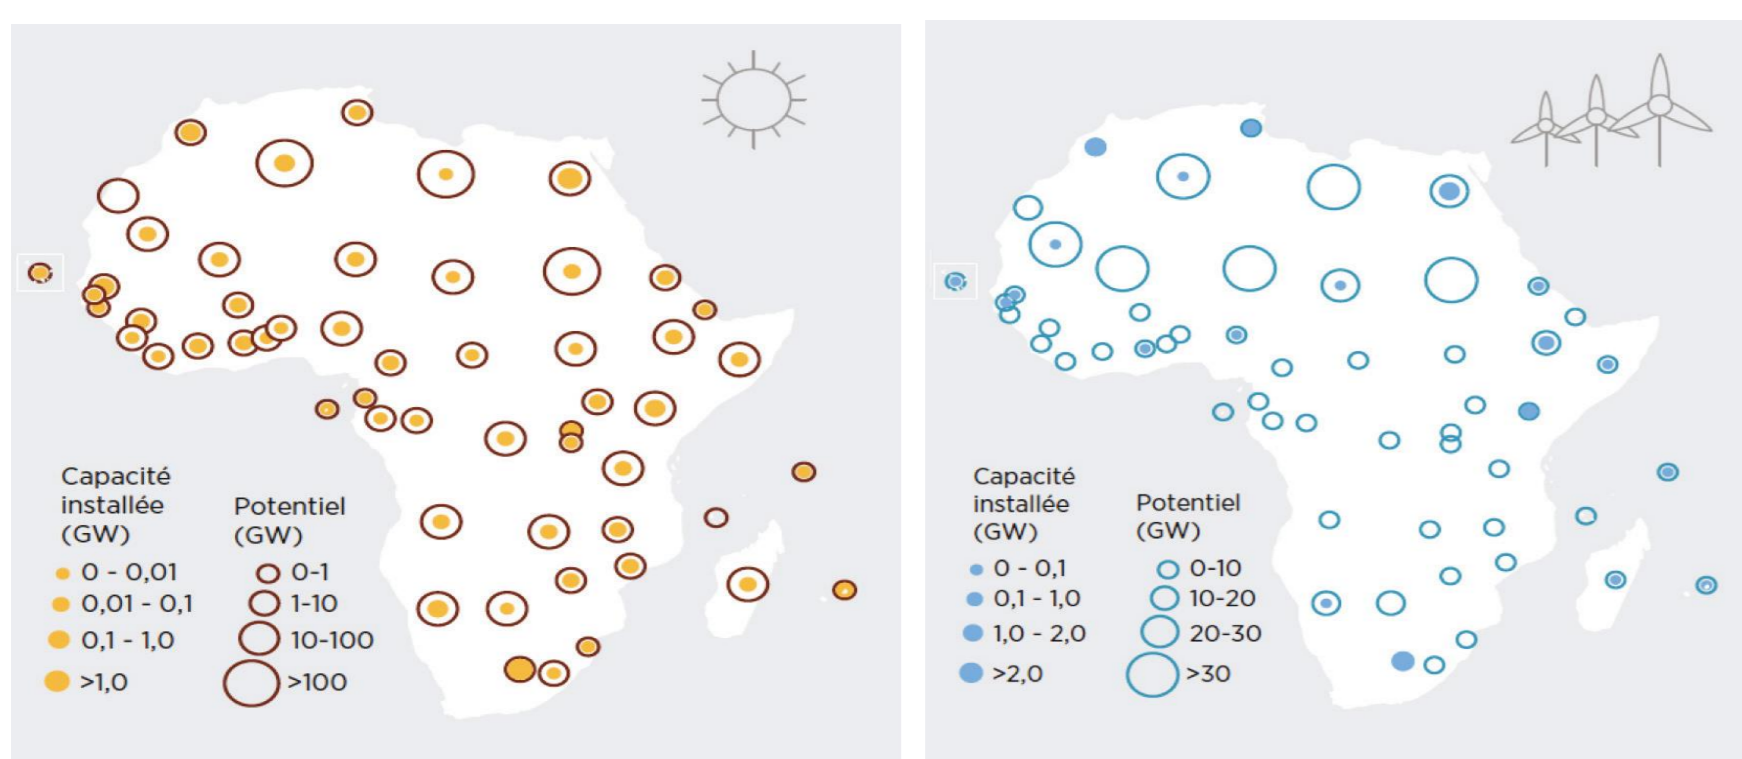 Capacité
installée
(GW)
0 - 0,01
0,01 - 0,1
0,1 - 1,0
>1,0
Potentiel
(GW)
0-1
1-10
10-100
>100
Capacité
installée
(GW)
0 - 0,1
0,1 - 1,0
1,0 - 2,0
>2,0
Potentiel
(GW)
0-10
10-20
20-30
>30